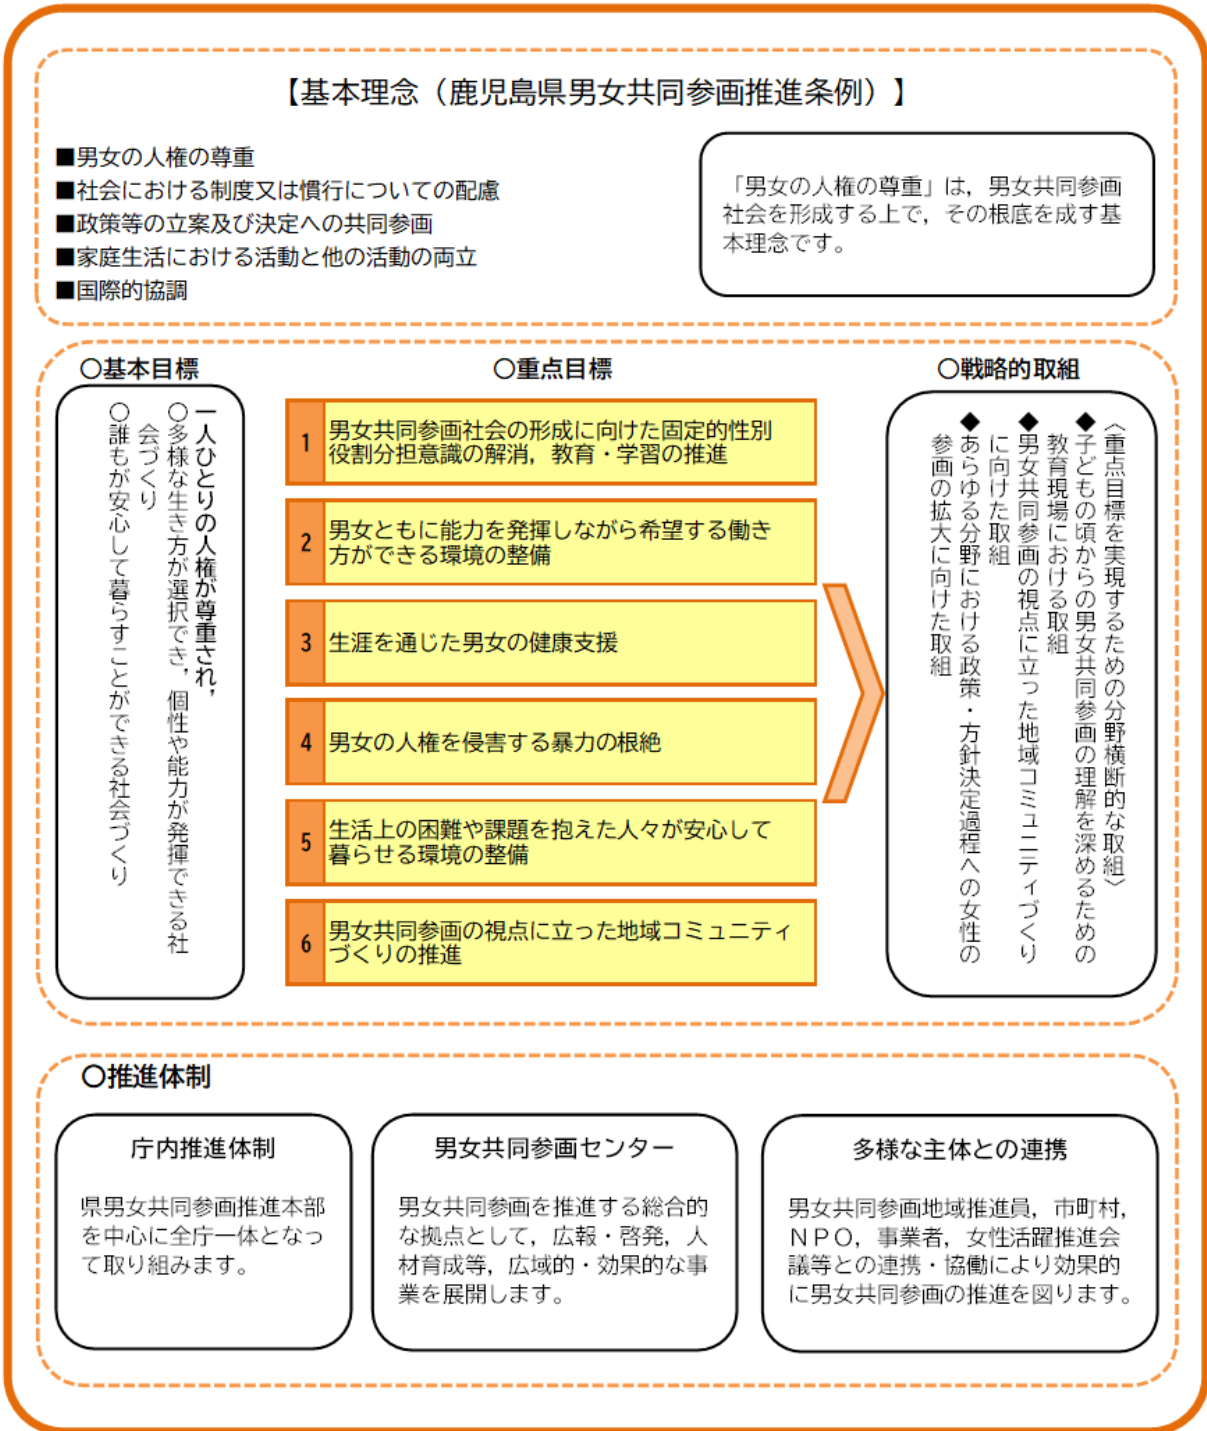 【基本理念（鹿児島県男女共同参画推進条例）】
■男女の人権の尊重
■社会における制度又は慣行についての配慮
■政策等の立案及び決定への共同参画
■家庭生活における活動と他の活動の両立
■国際的協調
「男女の人権の尊重」は，男女共同参画
社会を形成する上で，その根底を成す基
本理念です。
〇基本目標
一人ひとりの人権が尊重され，
〇多様な生き方が選択でき，個性や能力が発揮できる社
会づくり
〇誰もが安心して暮らすことができる社会づくり
〇重点目標
1
男女共同参画社会の形成に向けた固定的性別
役割分担意識の解消，教育・学習の推進
2
男女ともに能力を発揮しながら希望する働き
方ができる環境の整備
3
生涯を通じた男女の健康支援
4
男女の人権を侵害する暴力の根絶
5
生活上の困難や課題を抱えた人々が安心して
暮らせる環境の整備
6
男女共同参画の視点に立った地域コミュニティ
づくりの推進
〇戦略的取組
〈重点目標を実現するための分野横断的な取組〉
◆子どもの頃からの男女共同参画の理解を深めるための
教育現場における取組
◆男女共同参画の視点に立った地域コミュニティづくり
に向けた取組
◆あらゆる分野における政策・方針決定過程への女性の
参画の拡大に向けた取組
〇推進体制
庁内推進体制
県男女共同参画推進本部
を中心に全庁一体となっ
て取り組みます。
男女共同参画センター
男女共同参画を推進する総合的
な拠点として，広報・啓発，人
材育成等，広域的・効果的な事
業を展開します。
多様な主体との連携
男女共同参画地域推進員，市町村，
ＮＰＯ，事業者，女性活躍推進会
議等との連携・協働により効果的
に男女共同参画の推進を図ります。